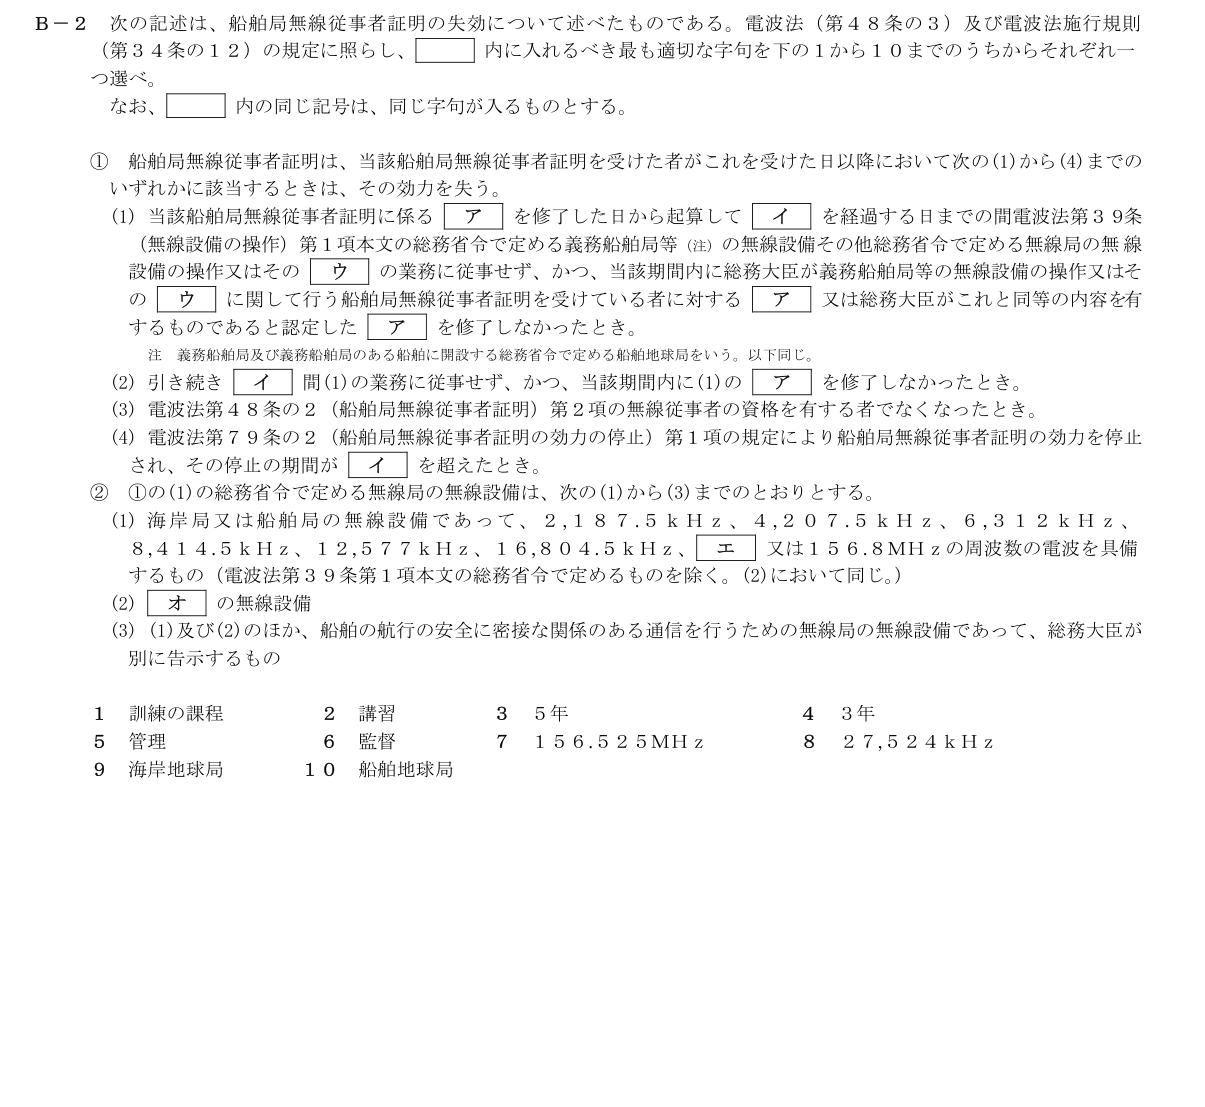 Ｂ－２　次の記述は、船舶局無線従事者証明の失効について述べたものである。電波法（第４８条の３）及び電波法施行規則
（第３４条の１２）の規定に照らし、　　　内に入れるべき最も適切な字句を下の１から１０までのうちからそれぞれ一
つ選べ。
なお、　　　内の同じ記号は、同じ字句が入るものとする。
①　船舶局無線従事者証明は、当該船舶局無線従事者証明を受けた者がこれを受けた日以降において次の(1)から(4)までの
いずれかに該当するときは、その効力を失う。
(1) 当該船舶局無線従事者証明に係る ア を修了した日から起算して イ を経過する日までの間電波法第３９条
（無線設備の操作）第１項本文の総務省令で定める義務船舶局等（注）の無線設備その他総務省令で定める無線局の無線
設備の操作又はその ウ の業務に従事せず、かつ、当該期間内に総務大臣が義務船舶局等の無線設備の操作又はそ
の ウ に関して行う船舶局無線従事者証明を受けている者に対する ア 又は総務大臣がこれと同等の内容を有
するものであると認定した ア を修了しなかったとき。
注　義務船舶局及び義務船舶局のある船舶に開設する総務省令で定める船舶地球局をいう。以下同じ。
(2) 引き続き イ 間(1)の業務に従事せず、かつ、当該期間内に(1)の ア を修了しなかったとき。
(3) 電波法第４８条の２（船舶局無線従事者証明）第２項の無線従事者の資格を有する者でなくなったとき。
(4) 電波法第７９条の２（船舶局無線従事者証明の効力の停止）第１項の規定により船舶局無線従事者証明の効力を停止
され、その停止の期間が イ を超えたとき。
②　①の(1)の総務省令で定める無線局の無線設備は、次の(1)から(3)までのとおりとする。
(1) 海岸局又は船舶局の無線設備であって、２,１８７.５ｋＨｚ、４,２０７.５ｋＨｚ、６,３１２ｋＨｚ、
８,４１４.５ｋＨｚ、１２,５７７ｋＨｚ、１６,８０４.５ｋＨｚ、 エ 又は１５６.８ＭＨｚの周波数の電波を具備
するもの（電波法第３９条第１項本文の総務省令で定めるものを除く。(2)において同じ。）
(2) オ の無線設備
(3) (1)及び(2)のほか、船舶の航行の安全に密接な関係のある通信を行うための無線局の無線設備であって、総務大臣が
別に告示するもの
１　訓練の課程　２　講習　３　５年　４　３年
５　管理　６　監督　７　１５６.５２５ＭＨｚ　８　２７,５２４ｋＨｚ
９　海岸地球局　１０　船舶地球局